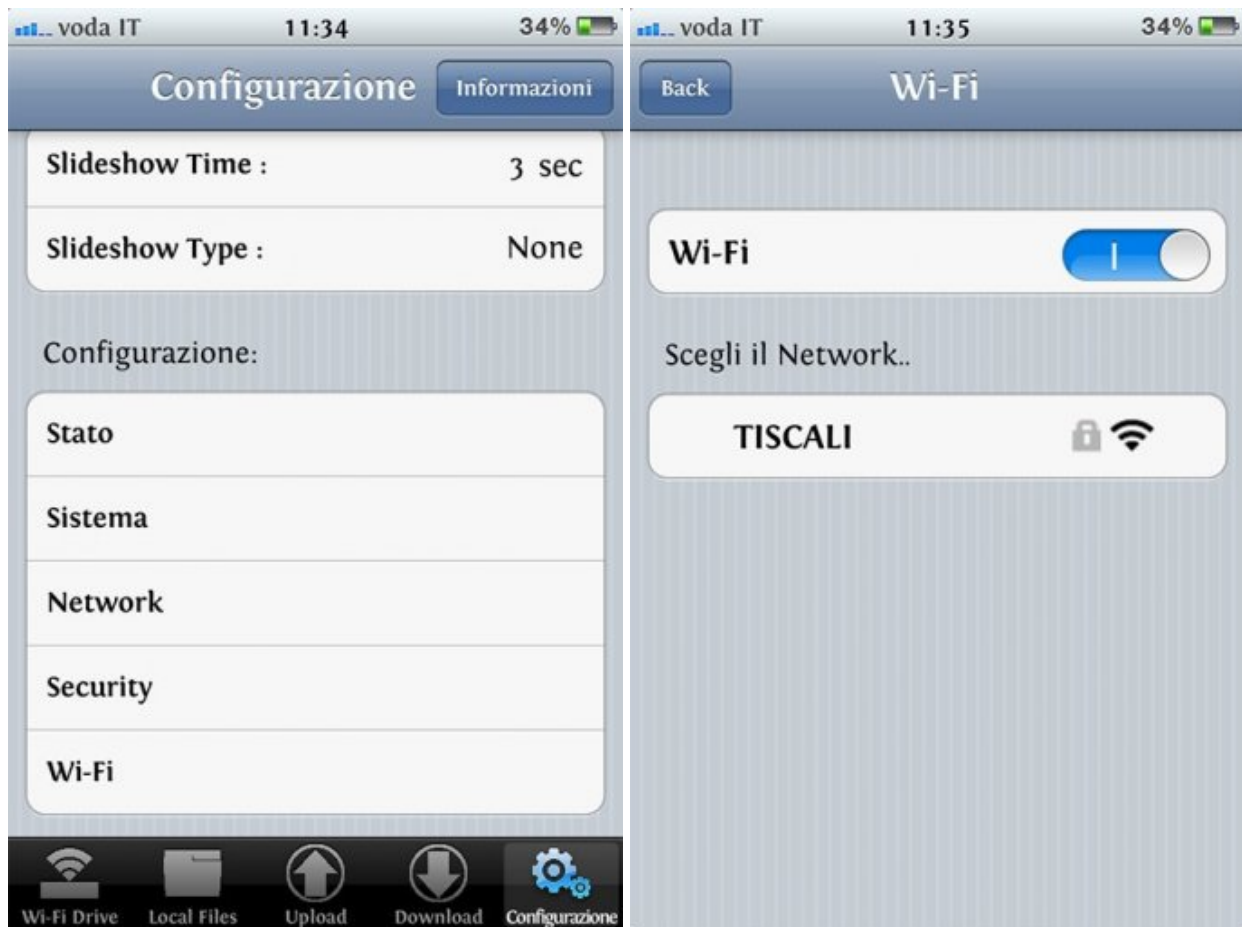 voda IT 11:34 34%
Configurazione Informazioni
Slideshow Time : 3 sec
Slideshow Type : None
Configurazione:
Stato
Sistema
Network
Security
Wi-Fi
Wi-Fi Drive Local Files Upload Download Configurazione
voda IT 11:35 34%
Back Wi-Fi
Wi-Fi
Scegli il Network..
TISCALI